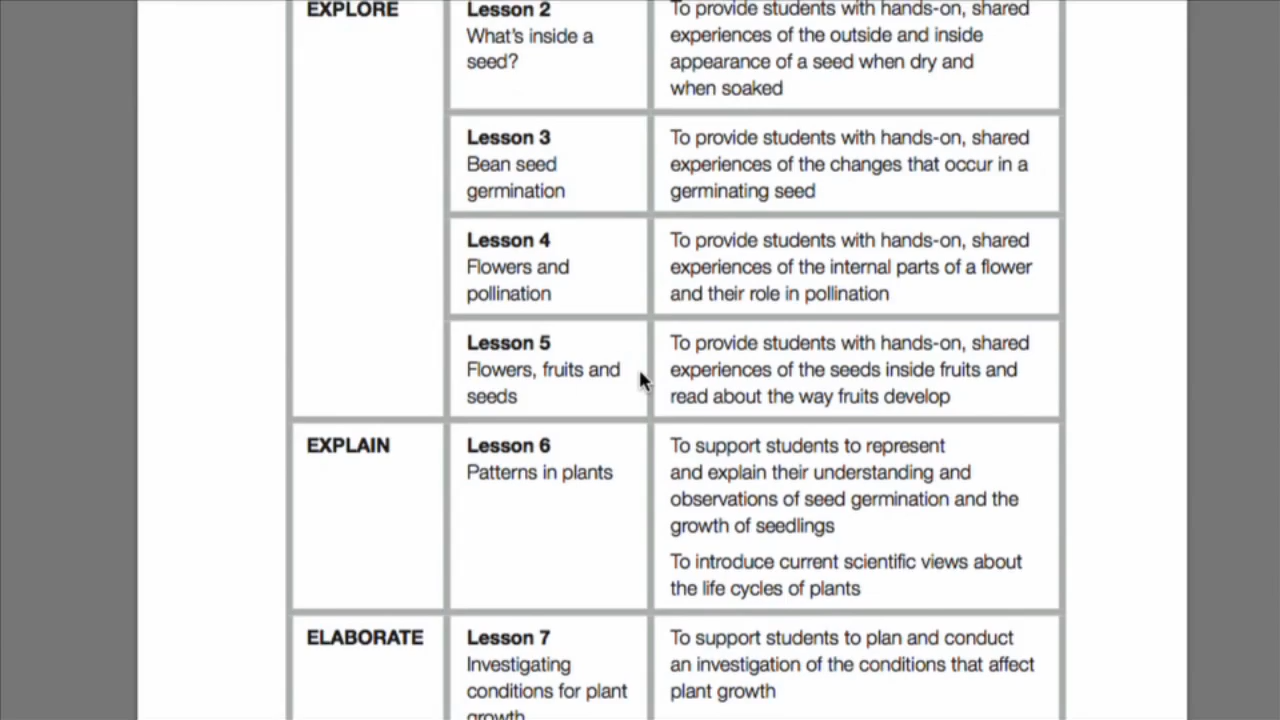 EXPLORE
Lesson 2
What's inside a
seed?
To provide students with hands-on, shared
experiences of the outside and inside
appearance of a seed when dry and
when soaked
Lesson 3
Bean seed
germination
To provide students with hands-on, shared
experiences of the changes that occur in a
germinating seed
Lesson 4
Flowers and
pollination
To provide students with hands-on, shared
experiences of the internal parts of a flower
and their role in pollination
Lesson 5
Flowers, fruits and
seeds
To provide students with hands-on, shared
experiences of the seeds inside fruits and
read about the way fruits develop
EXPLAIN
Lesson 6
Patterns in plants
To support students to represent
and explain their understanding and
observations of seed germination and the
growth of seedlings
To introduce current scientific views about
the life cycles of plants
ELABORATE
Lesson 7
Investigating
conditions for plant
growth
To support students to plan and conduct
an investigation of the conditions that affect
plant growth